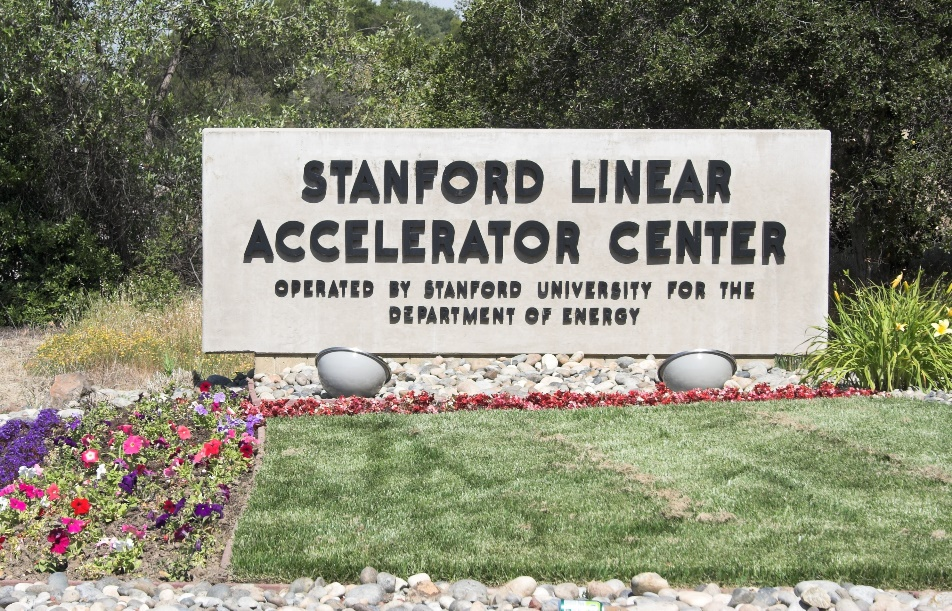 STANFORD LINEAR
ACCELERATOR CENTER
OPERATED BY STANFORD UNIVERSITY FOR THE
DEPARTMENT OF ENERGY